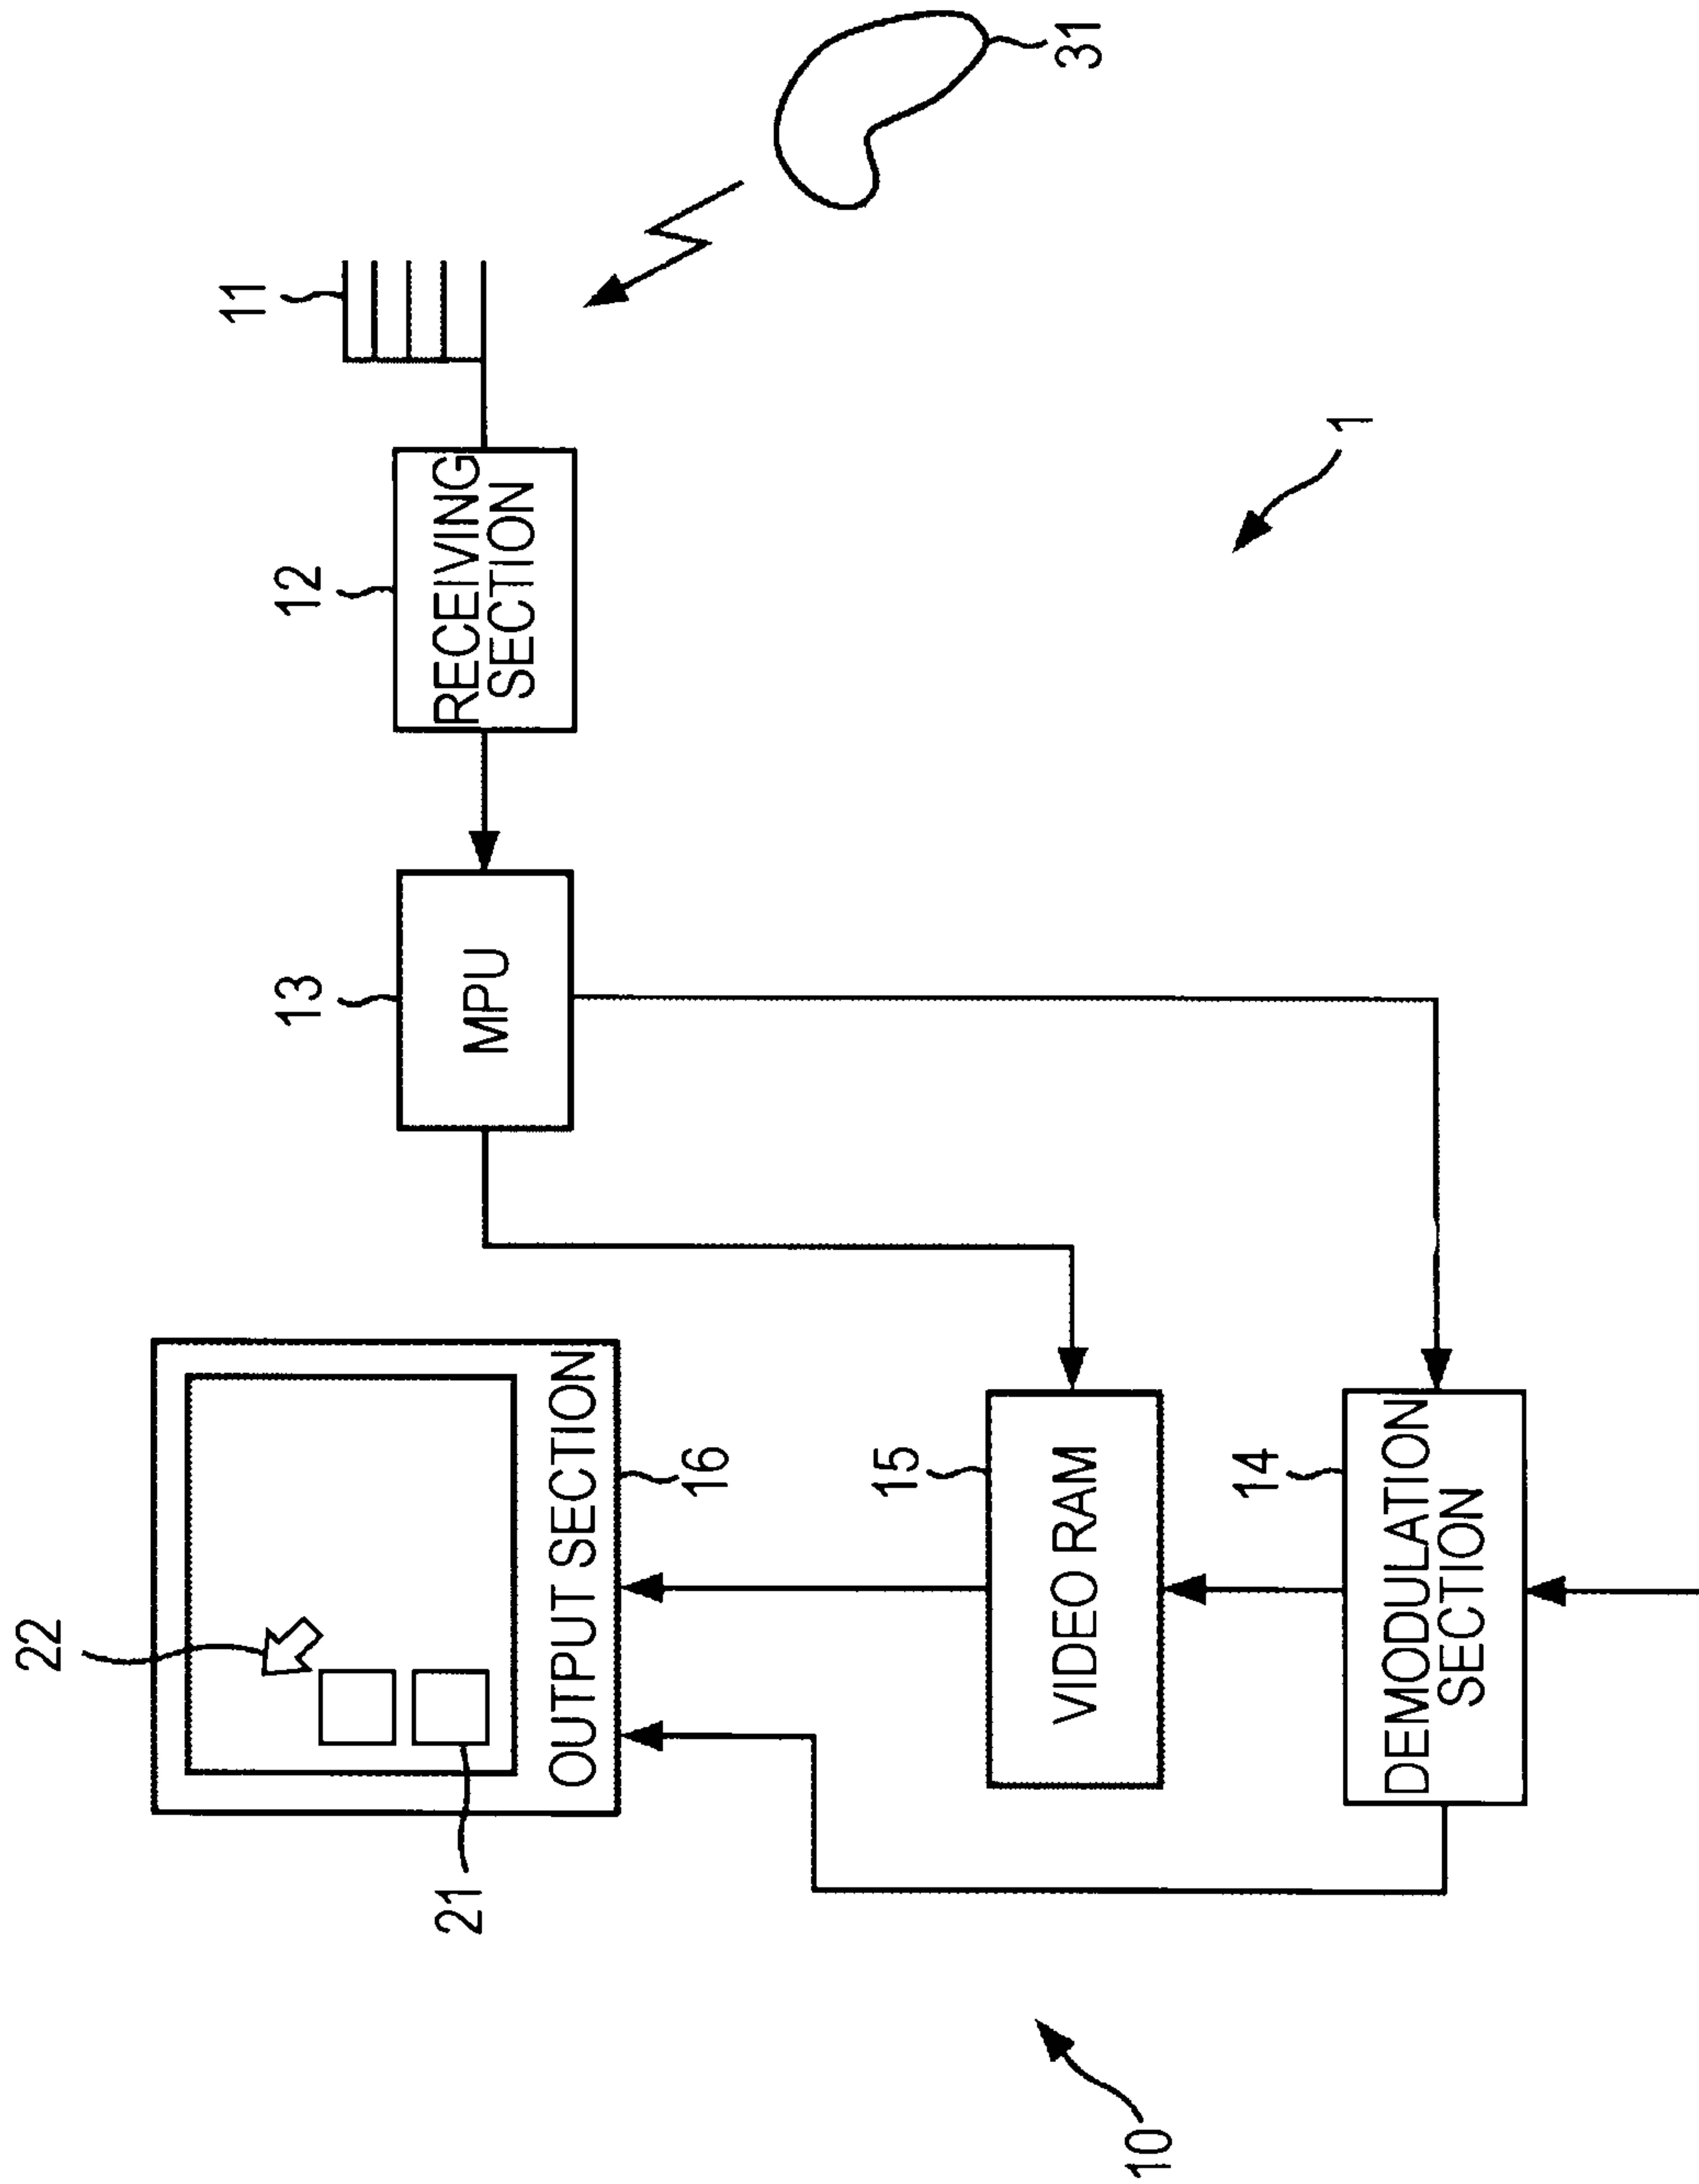 22
11
13
12
21
MPU
RECEIVING
SECTION
OUTPUT SECTION
16
15
VIDEO RAM
31
10
14
1
DEMODULATION
SECTION